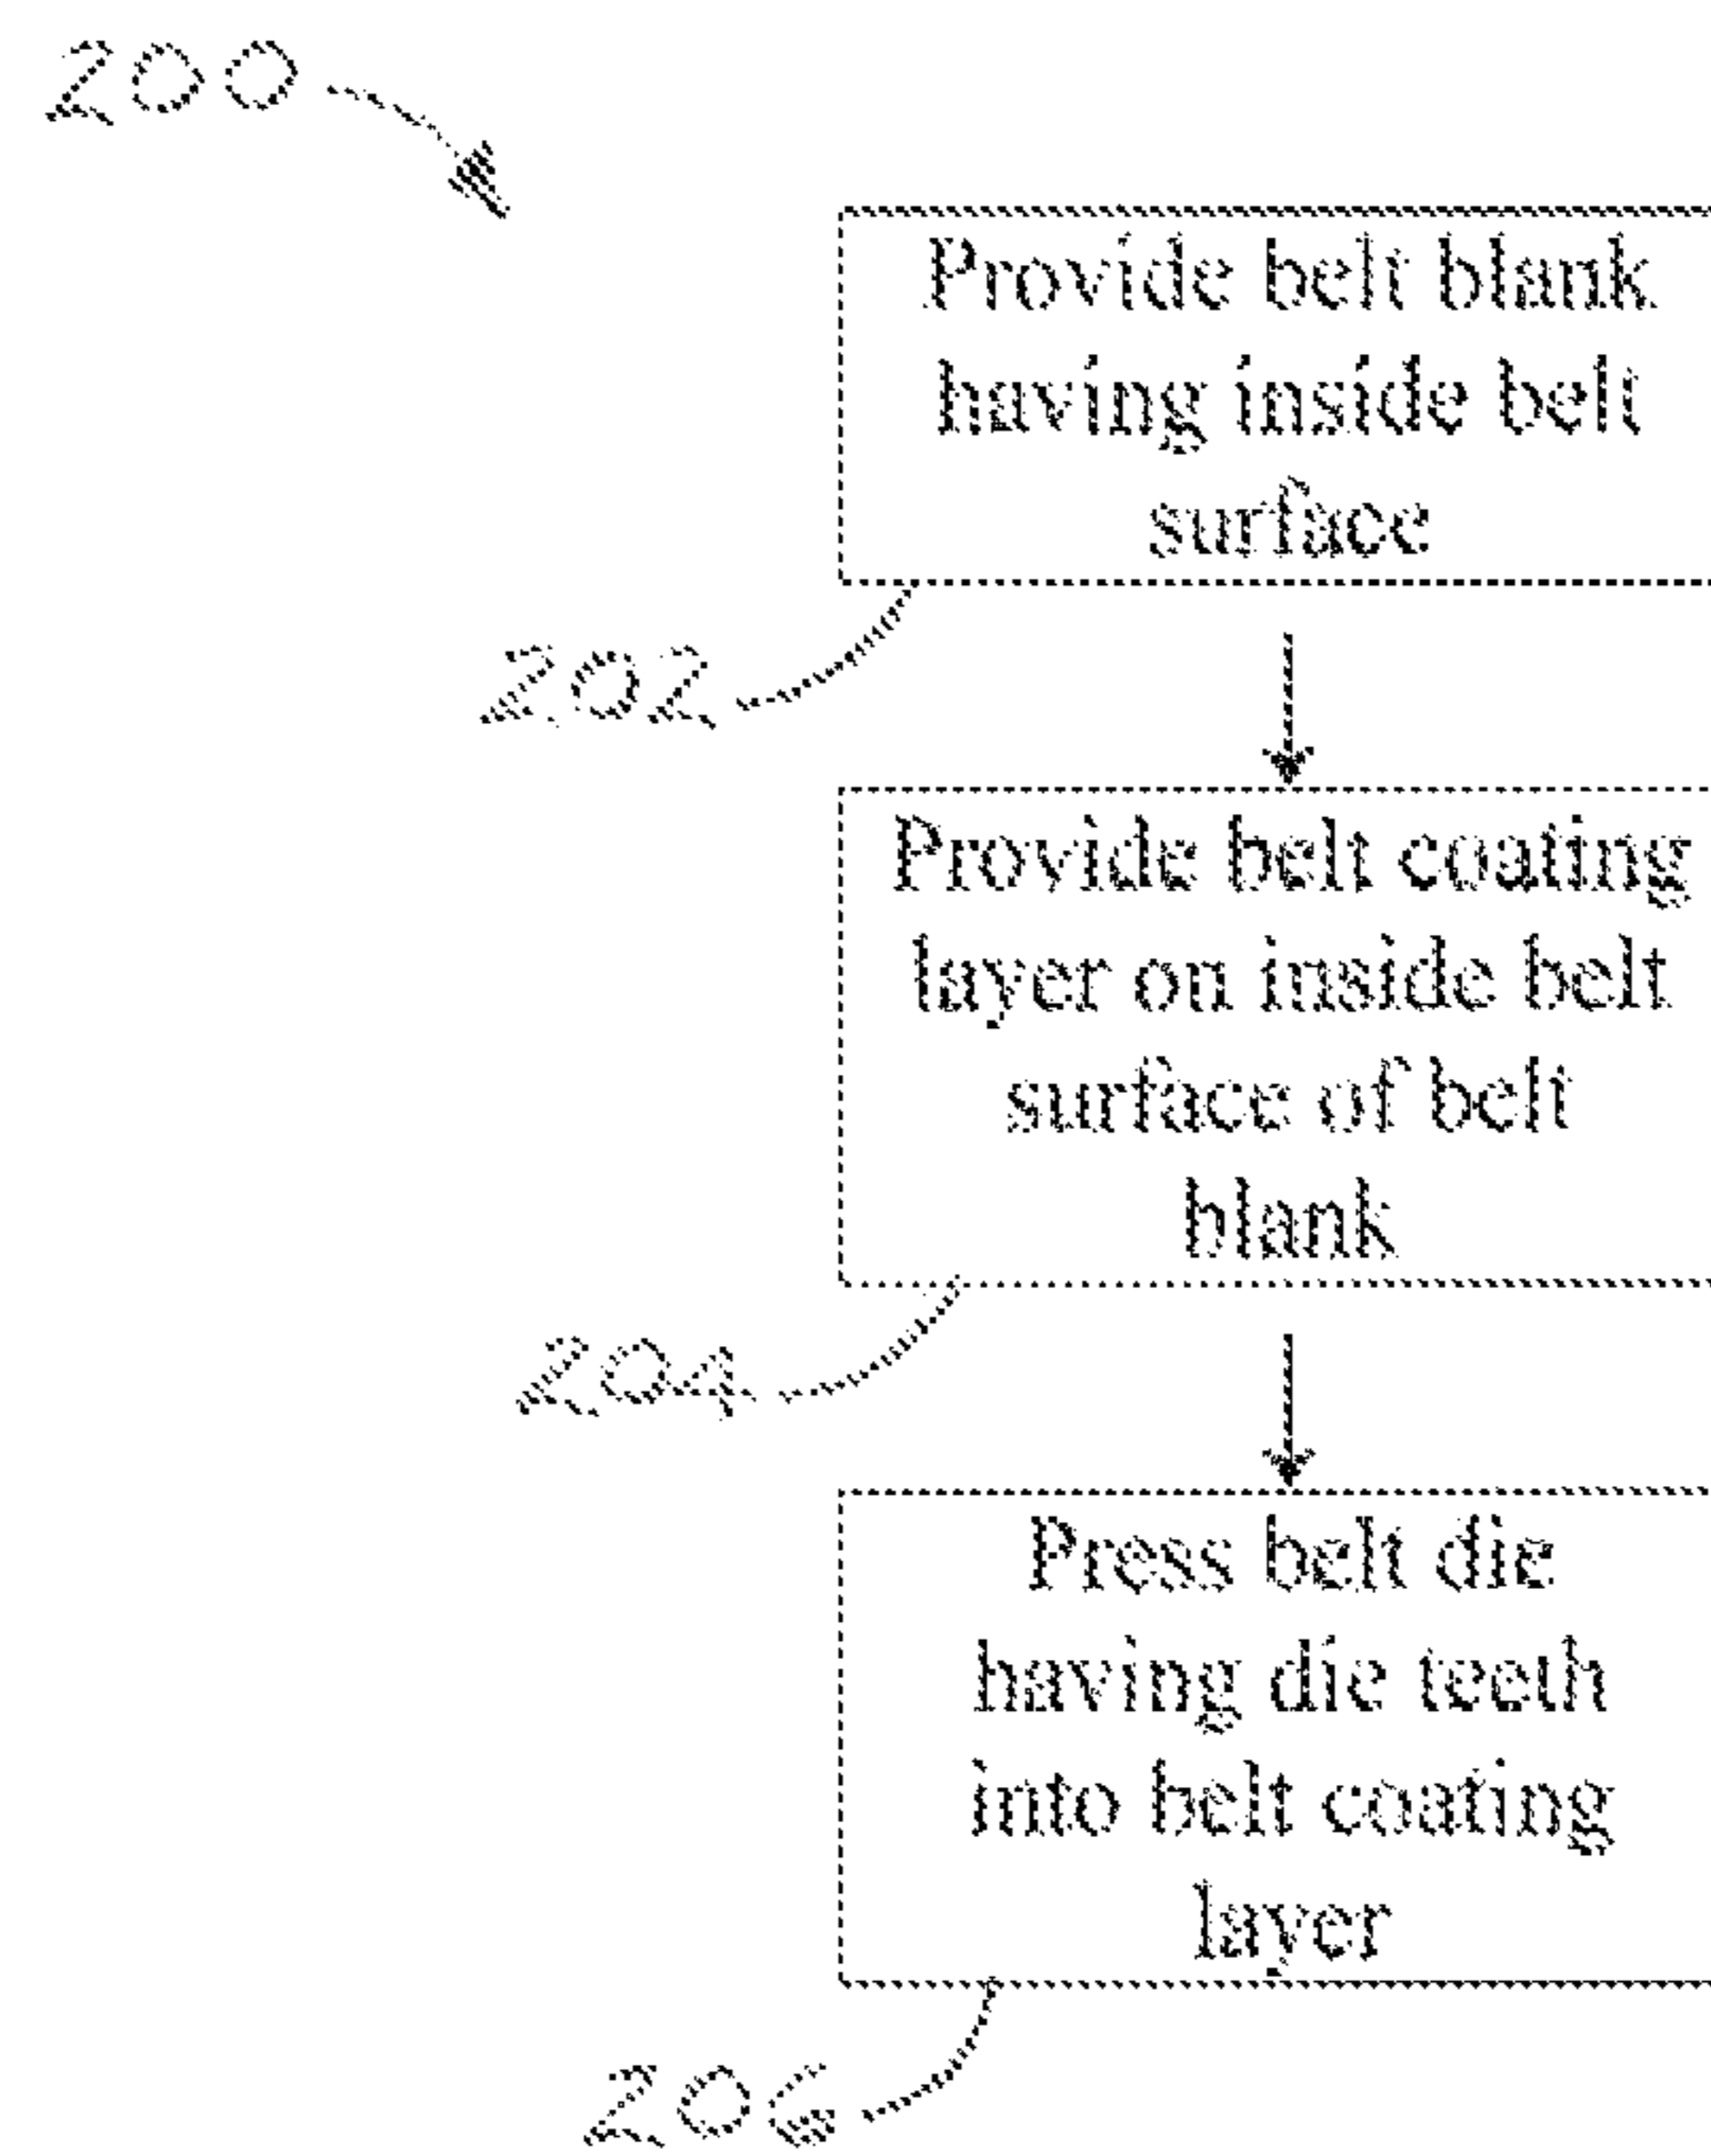 200
Provide belt blank
having inside belt
surface
202
Provide belt coating
layer on inside belt
surface of belt
blank
204
Press belt die
having die teeth
into belt coating
layer
206